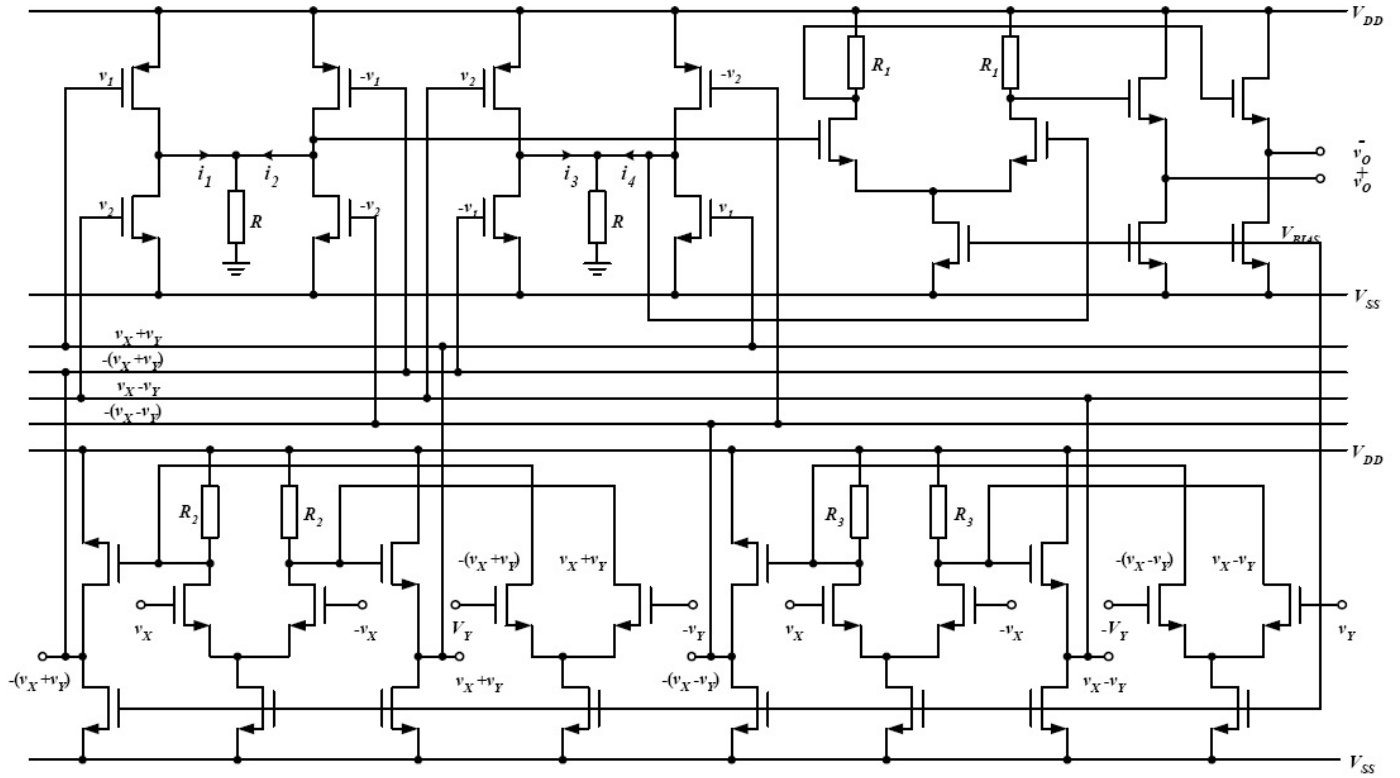 V_DD
v_1
-v_1
v_2
-v_2
R_1
R_1
i_1
i_2
i_3
i_4
v_O^-
v_O^+
v_2
R
-v_2
-v_1
R
v_1
V_BIAS
V_SS
v_X+v_Y
-(v_X+v_Y)
v_X-v_Y
-(v_X-v_Y)
V_DD
R_2
R_2
R_3
R_3
-(v_X+v_Y)
v_X+v_Y
-(v_X-v_Y)
v_X-v_Y
v_X
-v_X
V_Y
-v_Y
v_X
-v_X
-V_Y
v_Y
-(v_X+v_Y)
v_X+v_Y
-(v_X-v_Y)
v_X-v_Y
V_SS